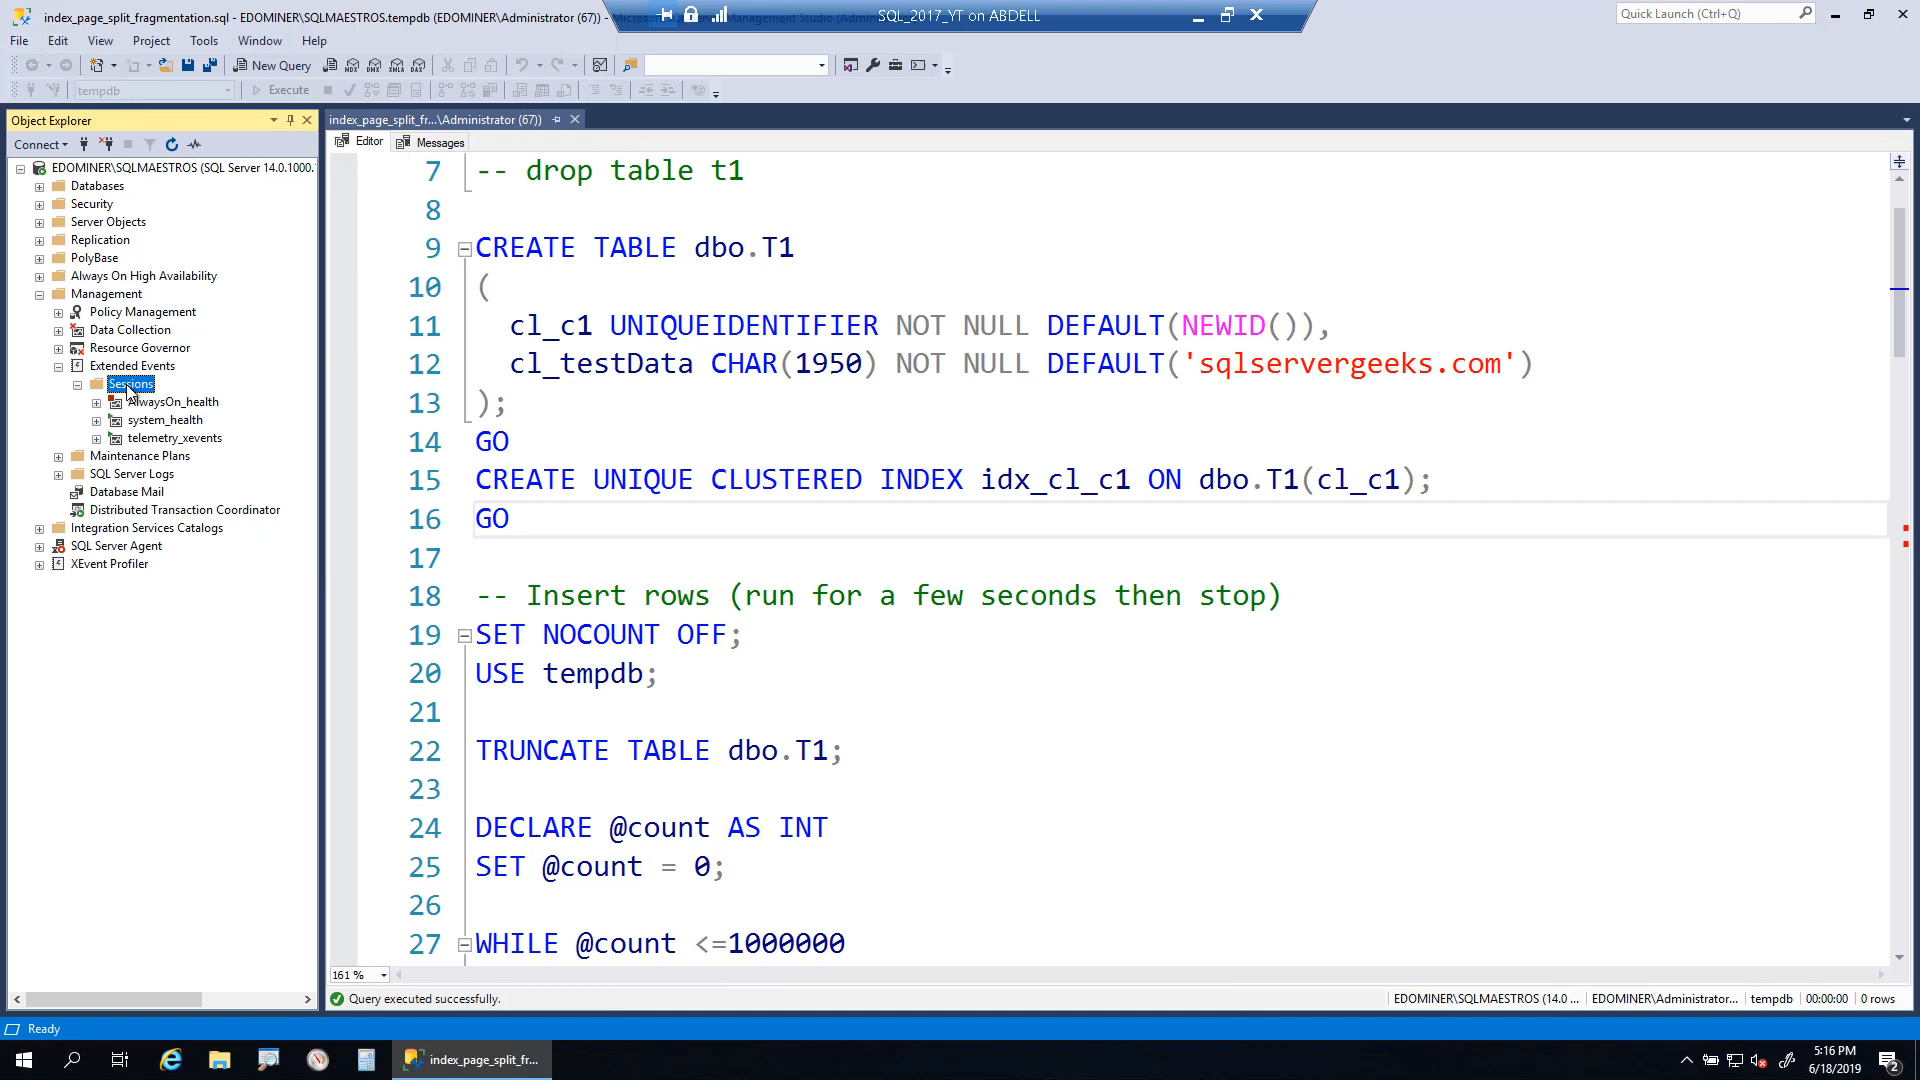 index_page_split_fragmentation.sql - EDOMINER\SQLMAESTROS.tempdb (EDOMINER\Administrator (67))
SQL_2017_YT on ABDELL
Quick Launch (Ctrl+Q)
File Edit View Project Tools Window Help
New Query
MDX DMX XMLA DAX
tempdb
Execute
Object Explorer
index_page_split_fr...\Administrator (67))
Connect
Editor
Messages
EDOMINER\SQLMAESTROS (SQL Server 14.0.1000.
Databases
Security
Server Objects
Replication
PolyBase
Always On High Availability
Management
Policy Management
Data Collection
Resource Governor
Extended Events
Sessions
AlwaysOn_health
system_health
telemetry_xevents
Maintenance Plans
SQL Server Logs
Database Mail
Distributed Transaction Coordinator
Integration Services Catalogs
SQL Server Agent
XEvent Profiler
7 -- drop table t1
8
9 CREATE TABLE dbo.T1
10 (
11 cl_c1 UNIQUEIDENTIFIER NOT NULL DEFAULT(NEWID()),
12 cl_testData CHAR(1950) NOT NULL DEFAULT('sqlservergeeks.com')
13 );
14 GO
15 CREATE UNIQUE CLUSTERED INDEX idx_cl_c1 ON dbo.T1(cl_c1);
16 GO
17
18 -- Insert rows (run for a few seconds then stop)
19 SET NOCOUNT OFF;
20 USE tempdb;
21
22 TRUNCATE TABLE dbo.T1;
23
24 DECLARE @count AS INT
25 SET @count = 0;
26
27 WHILE @count <=1000000
161 %
Query executed successfully.
EDOMINER\SQLMAESTROS (14.0 ...
EDOMINER\Administrator...
tempdb
00:00:00
0 rows
Ready
index_page_split_fr...
5:16 PM
6/18/2019
2